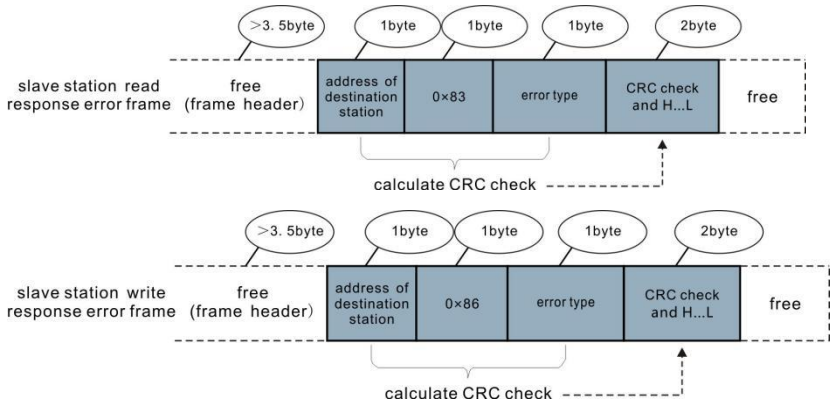 >3.5byte 1byte 1byte 1byte 2byte
slave station read
response error frame
free
(frame header)
address of
destination
station
0×83
error type
CRC check
and H...L
free
calculate CRC check
>3.5byte 1byte 1byte 1byte 2byte
slave station write
response error frame
free
(frame header)
address of
destination
station
0×86
error type
CRC check
and H...L
free
calculate CRC check